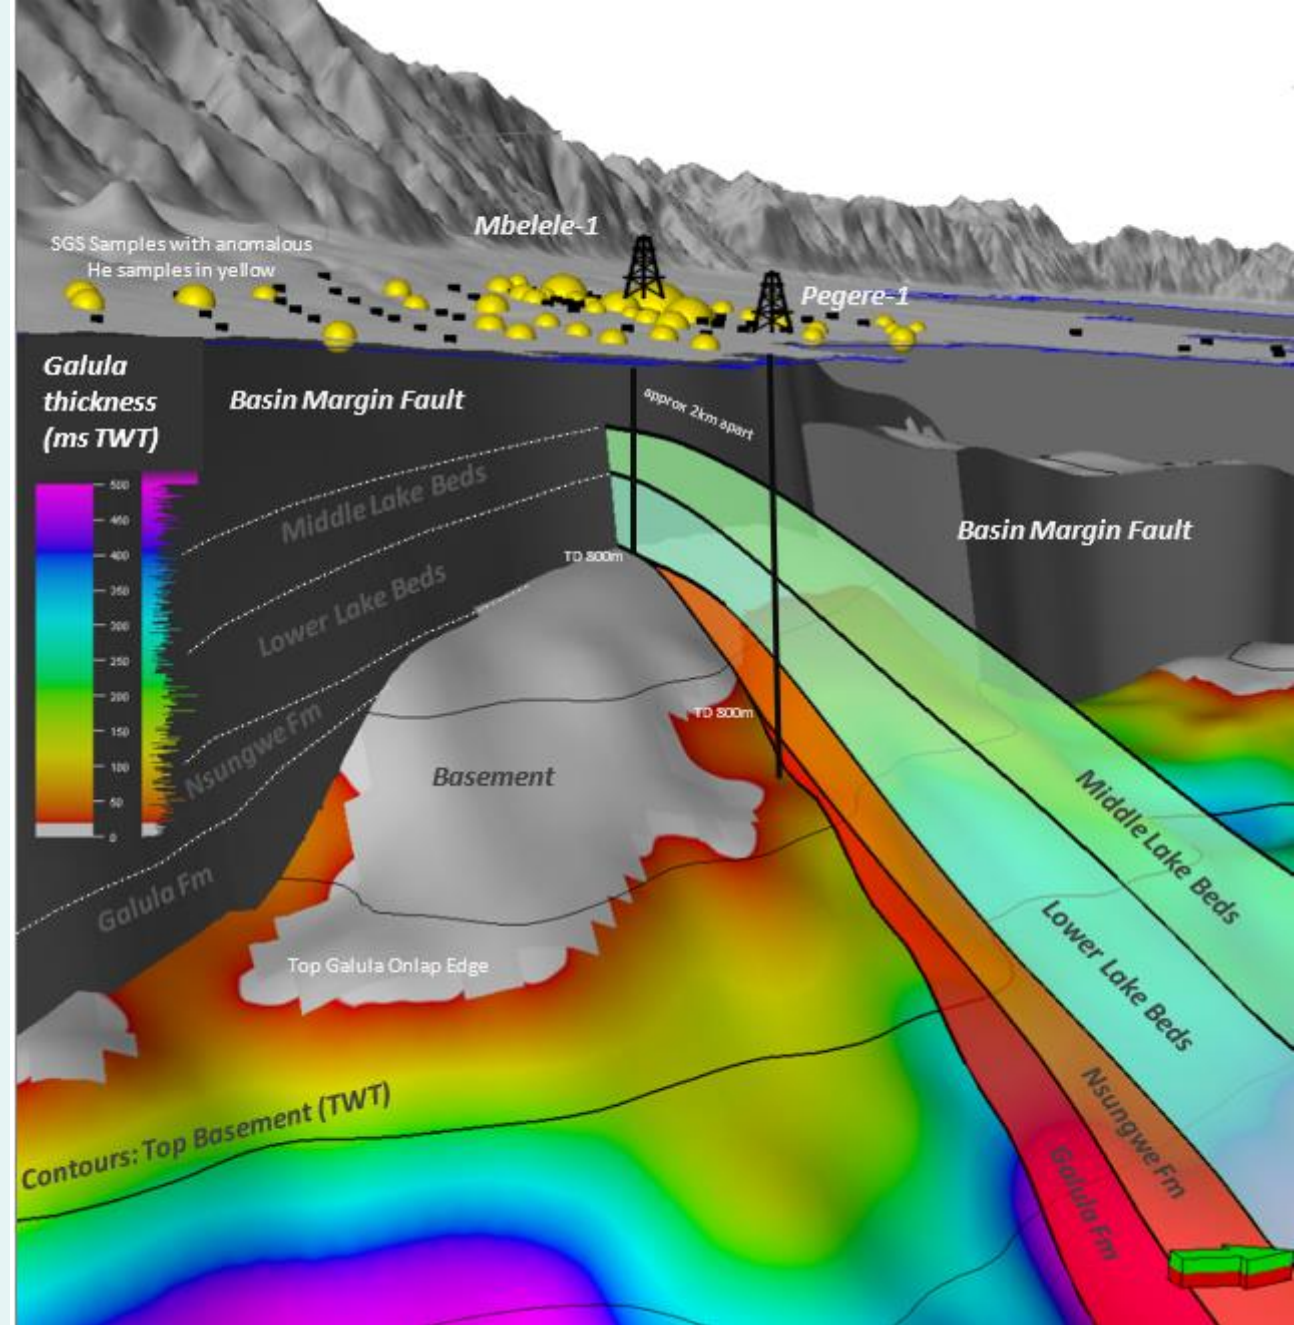 Mbelele-1
SGS Samples with anomalous
He samples in yellow
Pegere-1
Galula
thickness
(ms TWT)
Basin Margin Fault
approx 2km apart
Middle Lake Beds
500
450
400
350
300
250
200
150
100
50
0
Basin Margin Fault
TD 800m
Lower Lake Beds
Nsungwe Fm
TD 800m
Basement
Middle Lake Beds
Galula Fm
Lower Lake Beds
Top Galula Onlap Edge
Nsungwe Fm
Contours: Top Basement (TWT)
Galula Fm